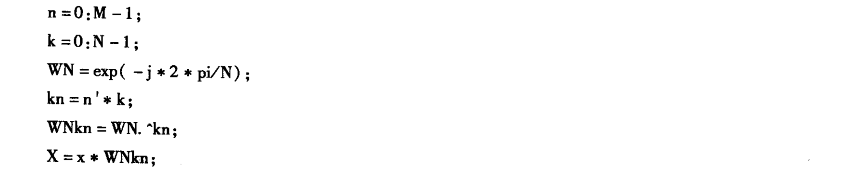 n=0:M-1;
k=0:N-1;
WN=exp(-j*2*pi/N);
kn=n'*k;
WNkn=WN.^kn;
X=x*WNkn;